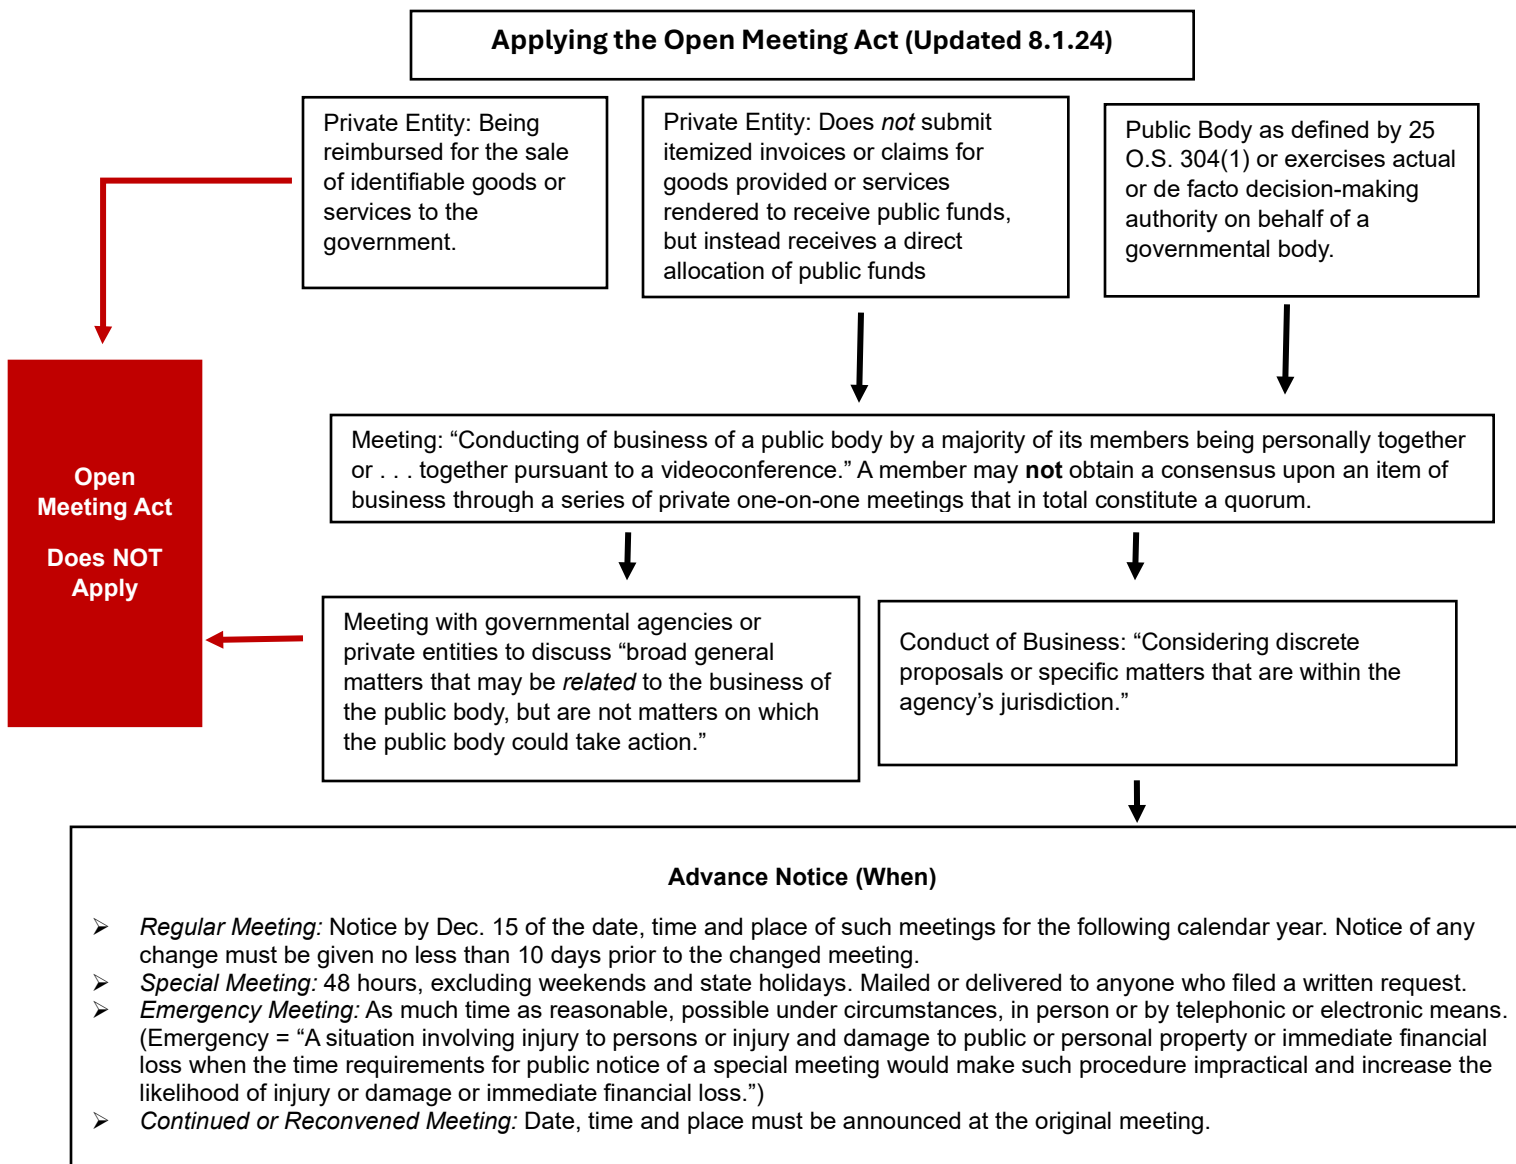 Applying the Open Meeting Act (Updated 8.1.24)
Private Entity: Being
reimbursed for the sale
of identifiable goods or
services to the
government.
Private Entity: Does not submit
itemized invoices or claims for
goods provided or services
rendered to receive public funds,
but instead receives a direct
allocation of public funds
Public Body as defined by 25
O.S. 304(1) or exercises actual
or de facto decision-making
authority on behalf of a
governmental body.
Open
Meeting Act
Does NOT
Apply
Meeting: “Conducting of business of a public body by a majority of its members being personally together
or . . . together pursuant to a videoconference.” A member may not obtain a consensus upon an item of
business through a series of private one-on-one meetings that in total constitute a quorum.
Meeting with governmental agencies or
private entities to discuss “broad general
matters that may be related to the business of
the public body, but are not matters on which
the public body could take action.”
Conduct of Business: “Considering discrete
proposals or specific matters that are within the
agency’s jurisdiction.”
Advance Notice (When)
➢ Regular Meeting: Notice by Dec. 15 of the date, time and place of such meetings for the following calendar year. Notice of any
change must be given no less than 10 days prior to the changed meeting.
➢ Special Meeting: 48 hours, excluding weekends and state holidays. Mailed or delivered to anyone who filed a written request.
➢ Emergency Meeting: As much time as reasonable, possible under circumstances, in person or by telephonic or electronic means.
(Emergency = “A situation involving injury to persons or injury and damage to public or personal property or immediate financial
loss when the time requirements for public notice of a special meeting would make such procedure impractical and increase the
likelihood of injury or damage or immediate financial loss.”)
➢ Continued or Reconvened Meeting: Date, time and place must be announced at the original meeting.